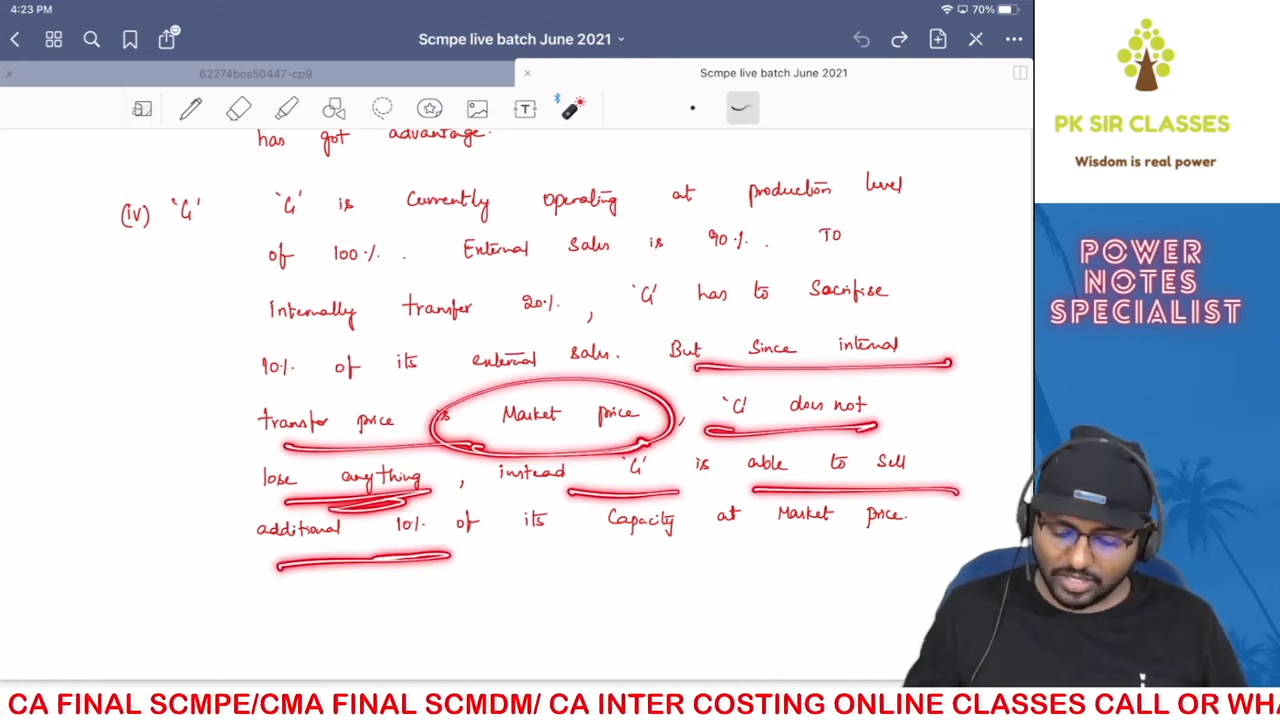 4:23 PM
70%
Scmpe live batch June 2021
62274bos50447-cp9
Scmpe live batch June 2021
T
has got advantage.
(iv) 'G' 'G' is Currently operating at production level
of 100%. External Sales is 90%. TO
Internally transfer 20%, 'G' has to Sacrifise
10% of its external sales. But Since internal
transfer price is Market price, 'G' does not
lose anything, instead 'G' is able to Sell
additional 10% of its Capacity at Market price.
PK SIR CLASSES
Wisdom is real power
POWER
NOTES
SPECIALIST
CA FINAL SCMPE/CMA FINAL SCMDM/ CA INTER COSTING ONLINE CLASSES CALL OR WHA